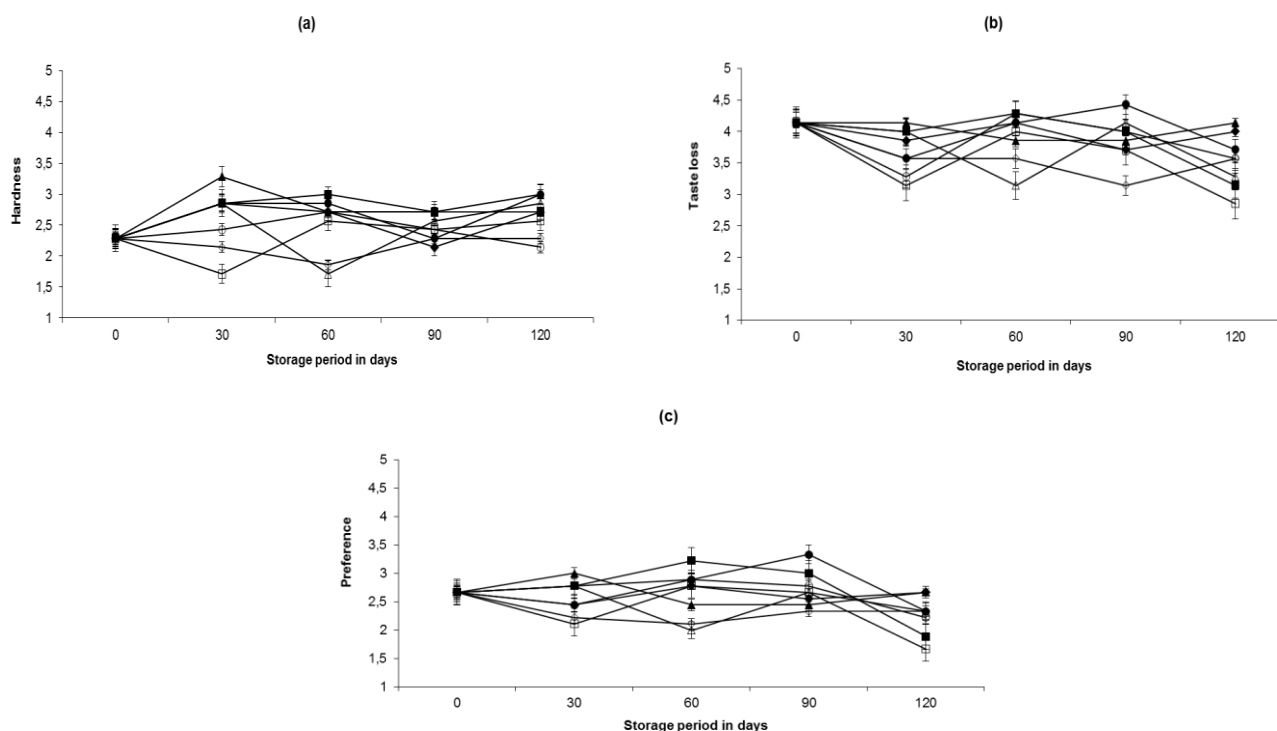 (a)
5
4,5
4
3,5
3
2,5
2
1,5
1
Hardness
0 30 60 90 120
Storage period in days
(b)
5
4,5
4
3,5
3
2,5
2
1,5
1
Taste loss
0 30 60 90 120
Storage period in days
(c)
5
4,5
4
3,5
3
2,5
2
1,5
1
Preference
0 30 60 90 120
Storage period in days